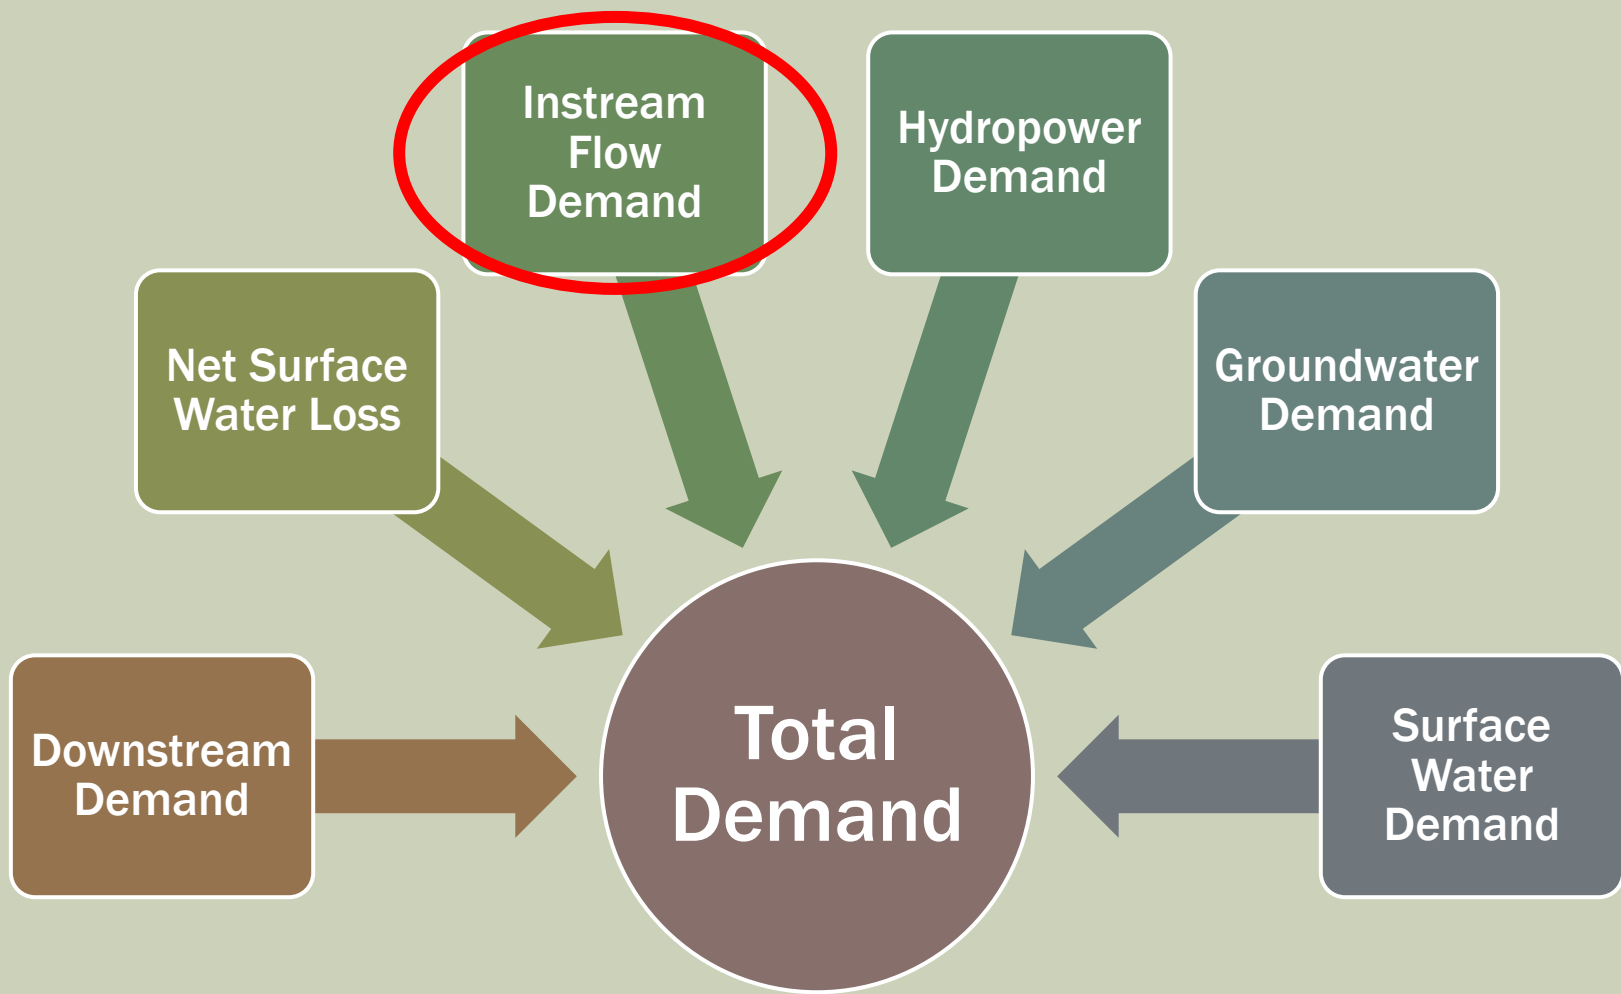 Instream
Flow
Demand
Hydropower
Demand
Net Surface
Water Loss
Groundwater
Demand
Downstream
Demand
Total
Demand
Surface
Water
Demand